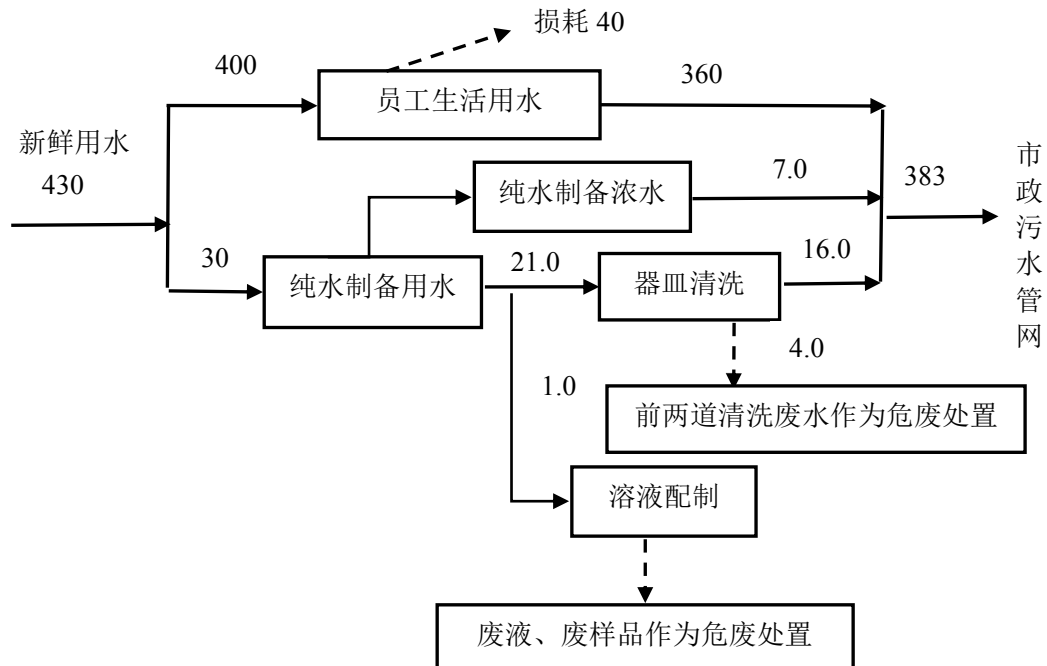 损耗 40
400
员工生活用水
360
新鲜用水
430
纯水制备浓水
7.0
383
市政污水管网
30
纯水制备用水
21.0
器皿清洗
16.0
4.0
1.0
前两道清洗废水作为危废处置
溶液配制
废液、废样品作为危废处置